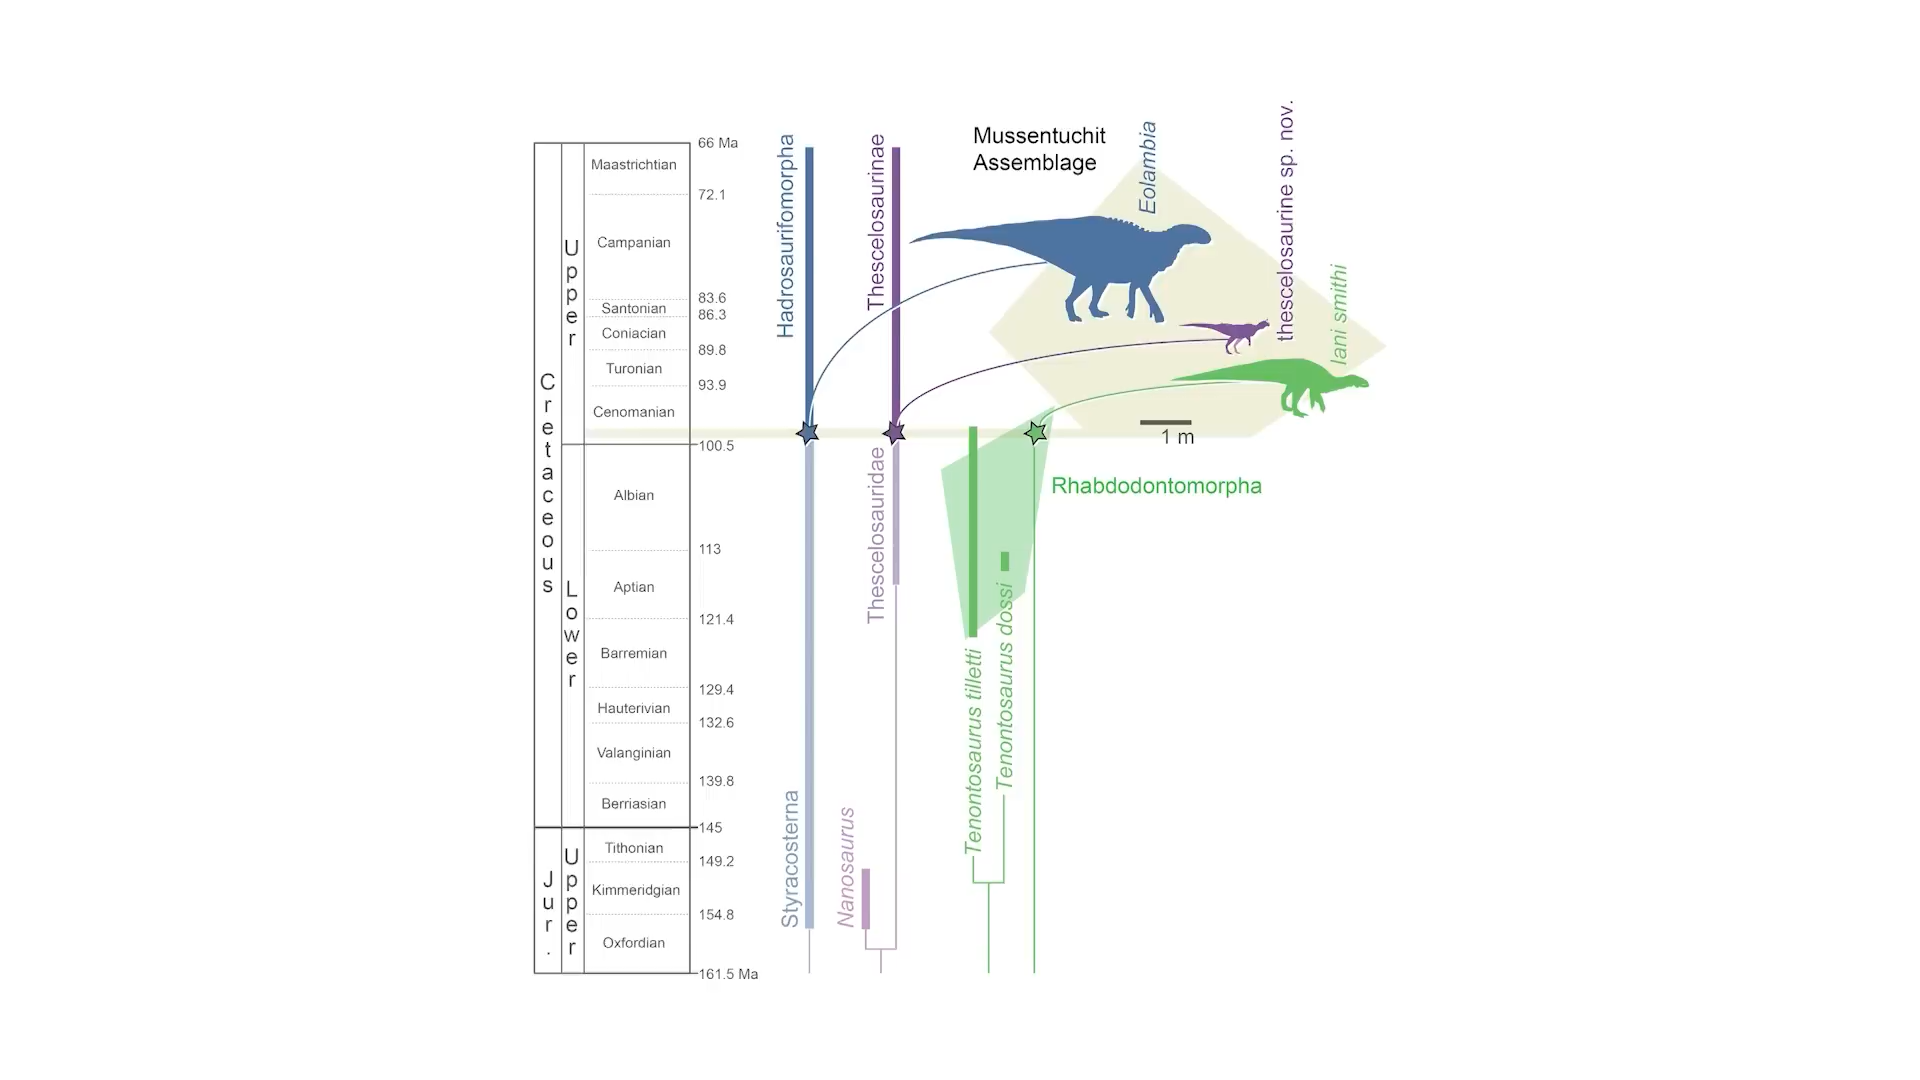 Cretaceous
Jur.
Upper
Lower
Upper
Maastrichtian
Campanian
Santonian
Coniacian
Turonian
Cenomanian
Albian
Aptian
Barremian
Hauterivian
Valanginian
Berriasian
Tithonian
Kimmeridgian
Oxfordian
66 Ma
72.1
83.6
86.3
89.8
93.9
100.5
113
121.4
129.4
132.6
139.8
145
149.2
154.8
161.5 Ma
Hadrosaurifomorpha
Styracosterna
Thescelosaurinae
Thescelosauridae
Nanosaurus
Tenontosaurus tilletti
Tenontosaurus dossi
Rhabdodontomorpha
Mussentuchit
Assemblage
Eolambia
thescelosaurine sp. nov.
Iani smithi
1 m